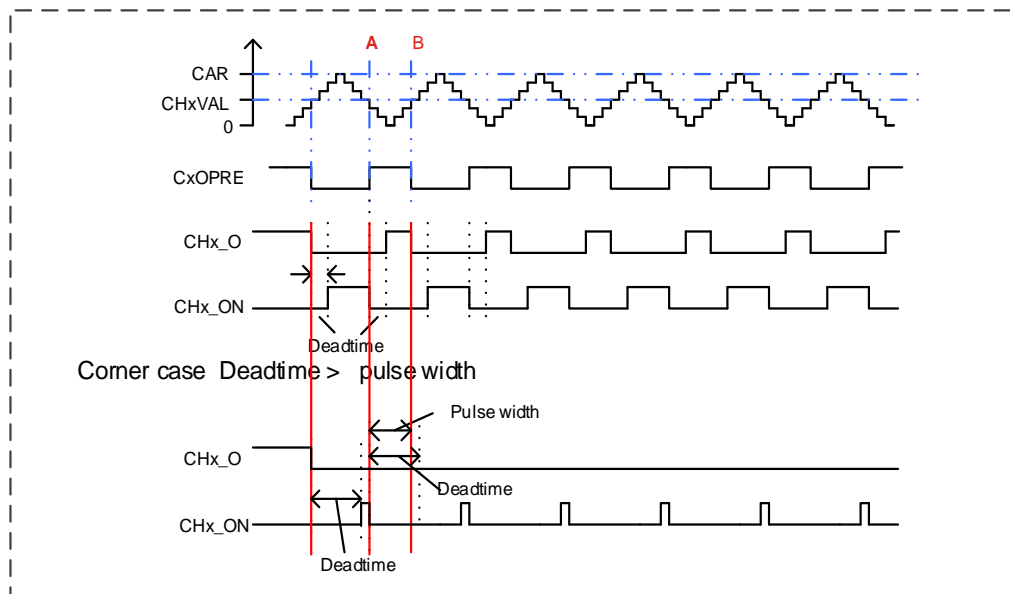 A B
CAR
CHxVAL
0
CxOPRE
CHx_O
CHx_ON
Deadtime
Corner case Deadtime > pulse width
Pulse width
CHx_O
Deadtime
CHx_ON
Deadtime